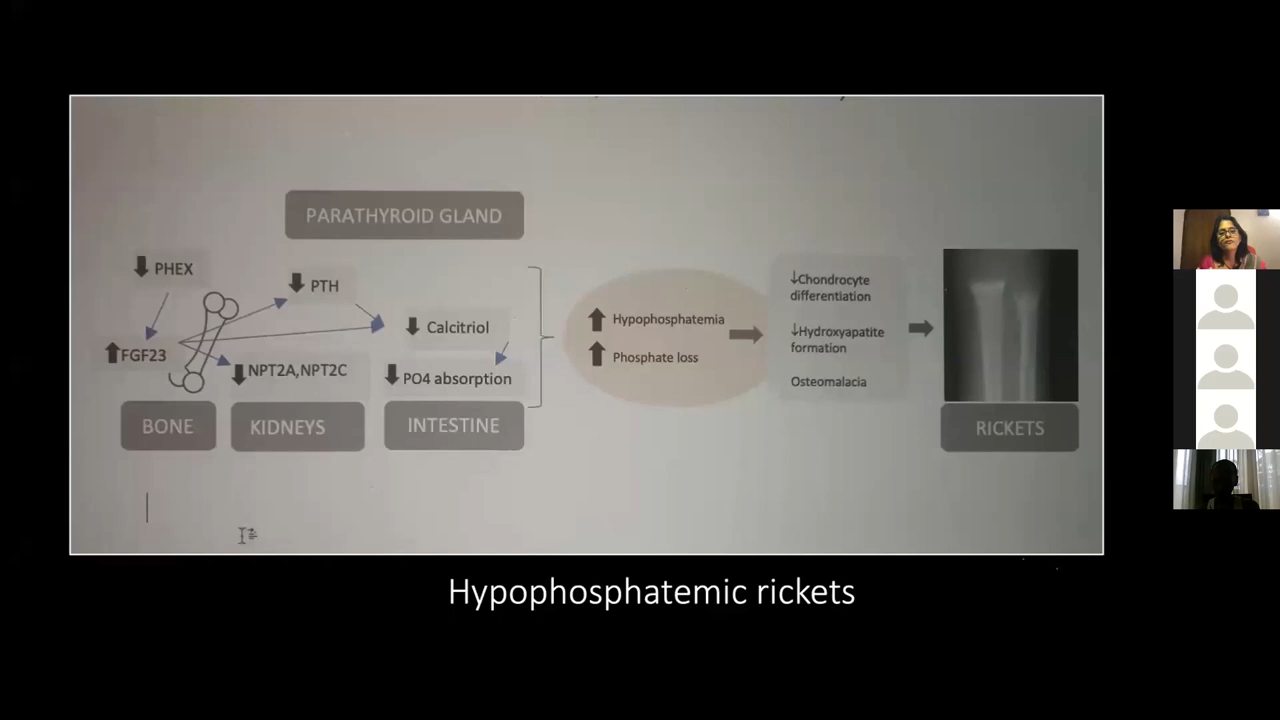 PARATHYROID GLAND
PHEX
PTH
FGF23
Calcitriol
NPT2A,NPT2C
PO4 absorption
BONE
KIDNEYS
INTESTINE
Hypophosphatemia
Phosphate loss
↓Chondrocyte
differentiation
↓Hydroxyapatite
formation
Osteomalacia
RICKETS
Hypophosphatemic rickets